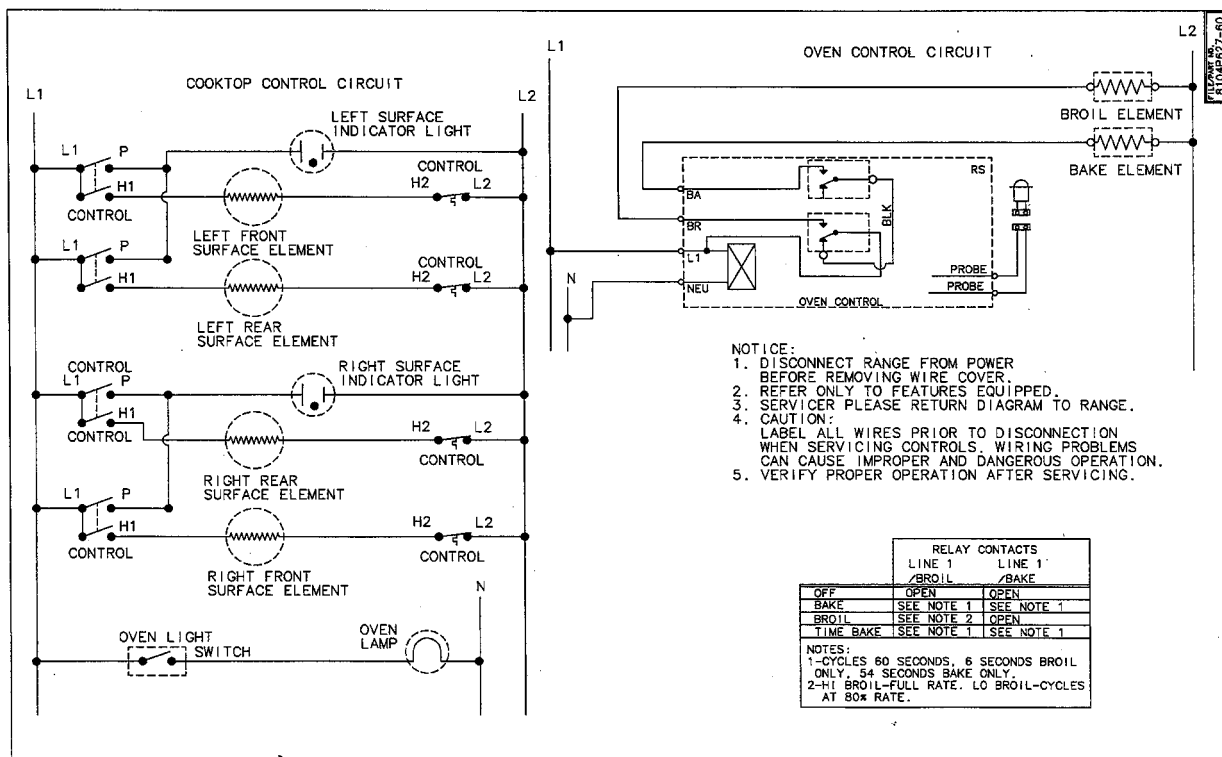 FILE/PART NO.
8104P627-60
COOKTOP CONTROL CIRCUIT
L1
L2
LEFT SURFACE
INDICATOR LIGHT
L1 P
H1
CONTROL
CONTROL
H2 L2
LEFT FRONT
SURFACE ELEMENT
L1 P
H1
CONTROL
H2 L2
LEFT REAR
SURFACE ELEMENT
CONTROL
L1 P
H1
CONTROL
RIGHT SURFACE
INDICATOR LIGHT
H2 L2
CONTROL
RIGHT REAR
SURFACE ELEMENT
L1 P
H1
CONTROL
H2 L2
CONTROL
RIGHT FRONT
SURFACE ELEMENT
N
OVEN LIGHT
SWITCH
OVEN
LAMP
OVEN CONTROL CIRCUIT
L1
L2
BROIL ELEMENT
BAKE ELEMENT
RS
BA
BLK
BR
L1
N
NEU
PROBE
PROBE
OVEN CONTROL
NOTICE:
1. DISCONNECT RANGE FROM POWER
BEFORE REMOVING WIRE COVER.
2. REFER ONLY TO FEATURES EQUIPPED.
3. SERVICER PLEASE RETURN DIAGRAM TO RANGE.
4. CAUTION:
LABEL ALL WIRES PRIOR TO DISCONNECTION
WHEN SERVICING CONTROLS. WIRING PROBLEMS
CAN CAUSE IMPROPER AND DANGEROUS OPERATION.
5. VERIFY PROPER OPERATION AFTER SERVICING.
RELAY CONTACTS
LINE 1 LINE 1
/BROIL /BAKE
OFF OPEN OPEN
BAKE SEE NOTE 1 SEE NOTE 1
BROIL SEE NOTE 2 OPEN
TIME BAKE SEE NOTE 1 SEE NOTE 1
NOTES:
1-CYCLES 60 SECONDS, 6 SECONDS BROIL
ONLY, 54 SECONDS BAKE ONLY.
2-HI BROIL-FULL RATE. LO BROIL-CYCLES
AT 80% RATE.